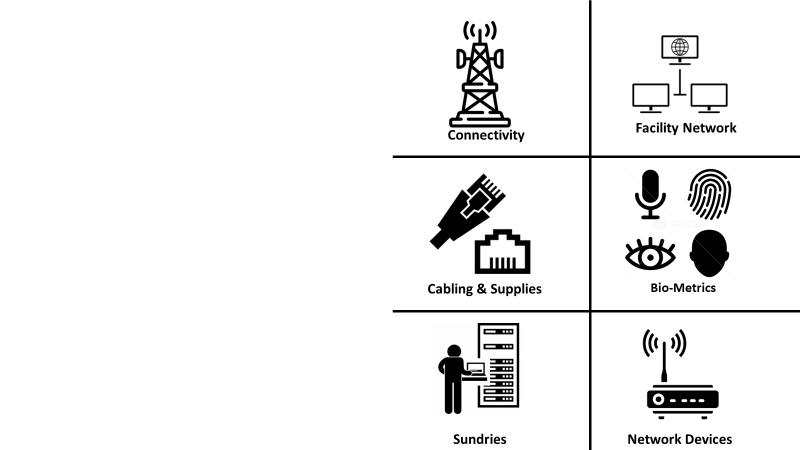 Connectivity
Facility Network
Cabling & Supplies
Bio-Metrics
Sundries
Network Devices